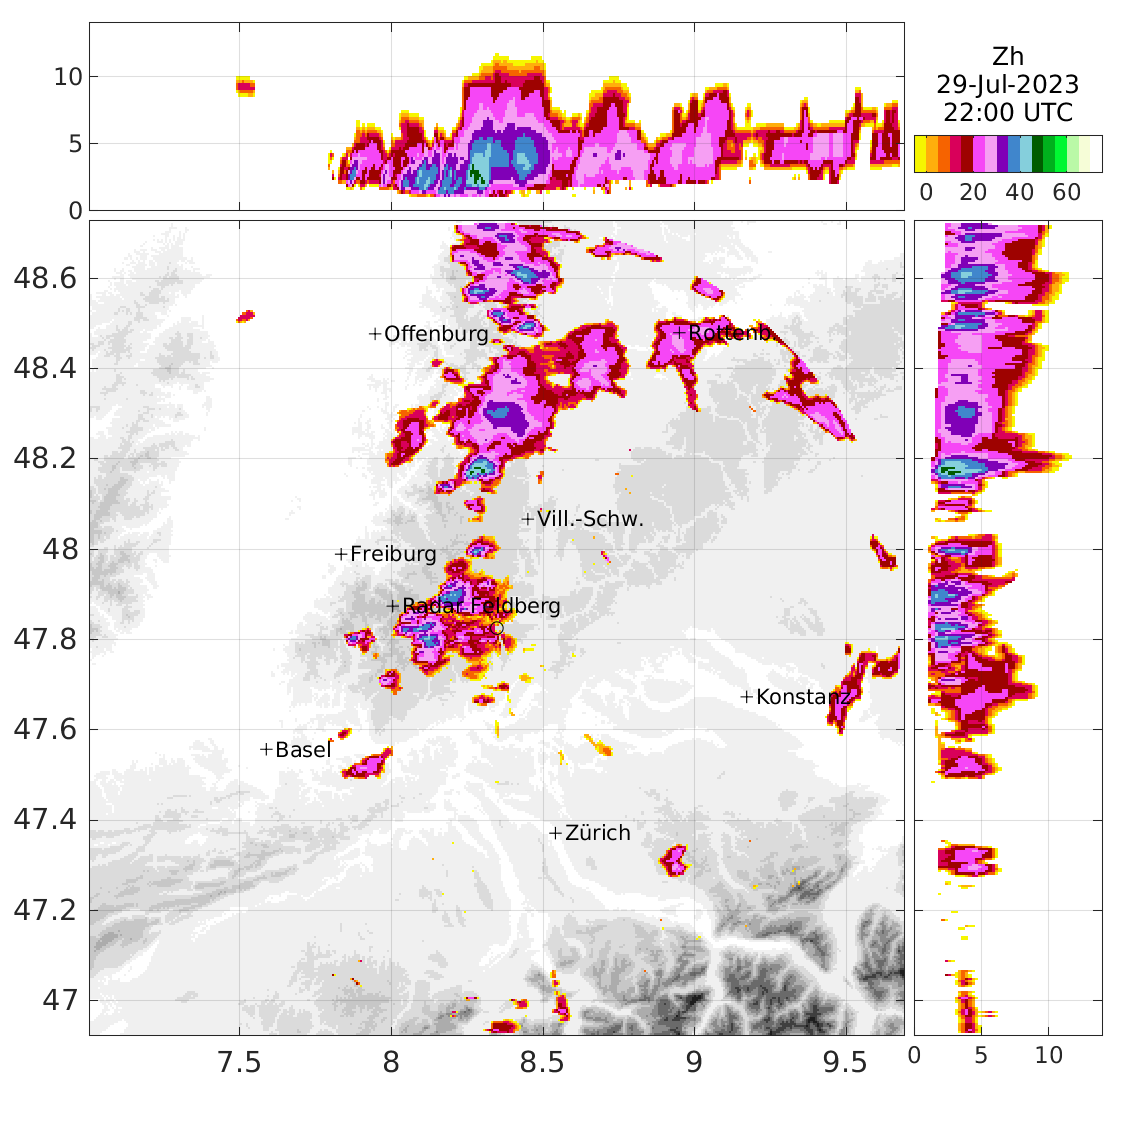 Zh
29-Jul-2023
22:00 UTC
0 20 40 60
10
5
0
48.6
48.4
48.2
48
47.8
47.6
47.4
47.2
47
+Offenburg
+Rottenb.
+Vill.-Schw.
+Freiburg
+Radar Feldberg
+Konstanz
+Basel
+Zürich
7.5 8 8.5 9 9.5
0 5 10